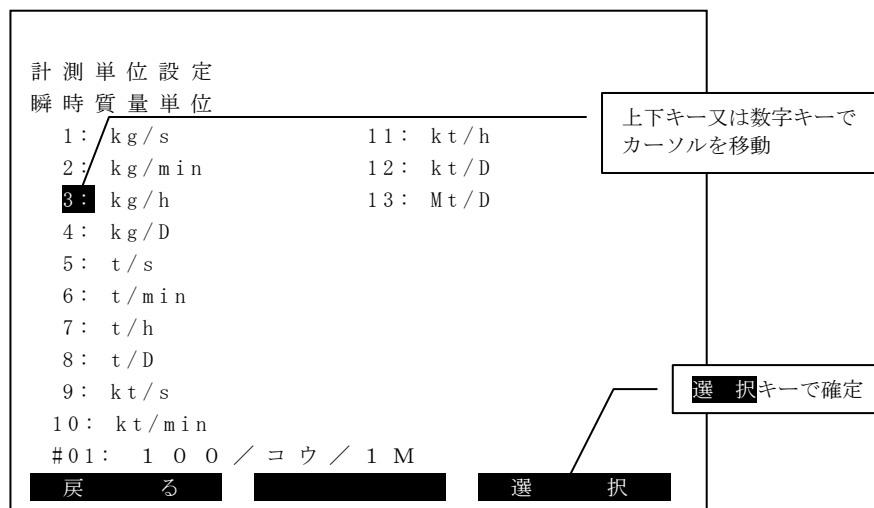 計測単位設定
瞬時質量単位
1: kg/s
2: kg/min
3: kg/h
4: kg/D
5: t/s
6: t/min
7: t/h
8: t/D
9: kt/s
10: kt/min
11: kt/h
12: kt/D
13: Mt/D
#01: 100/コウ/1M
戻る
選択
上下キー又は数字キーで
カーソルを移動
選択キーで確定